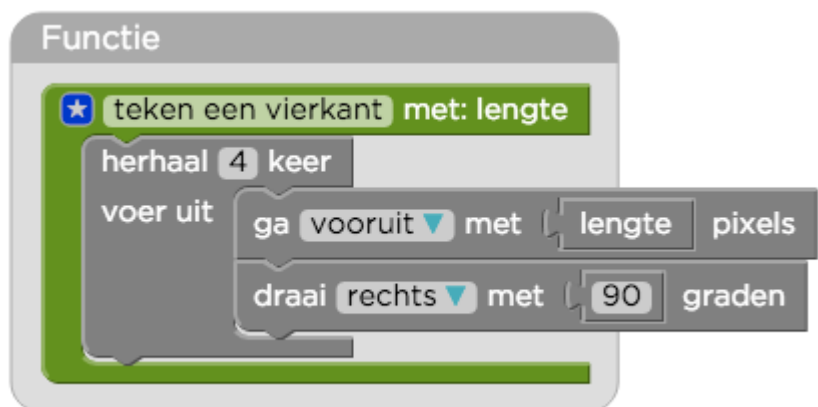 Functie
teken een vierkant met: lengte
herhaal 4 keer
voer uit
ga vooruit met lengte pixels
draai rechts met 90 graden